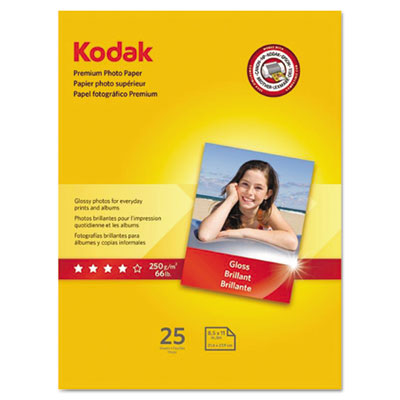 Kodak
Premium Photo Paper
Papier photo supérieur
Papel fotográfico Premium
Glossy photos for everyday
prints and albums
Photos brillantes pour l'impression
quotidienne et les albums
Fotografías brillantes para
álbumes y copias informales
250 g/m²
66 lb.
Gloss
Brillant
Brillante
25
8.5 x 11